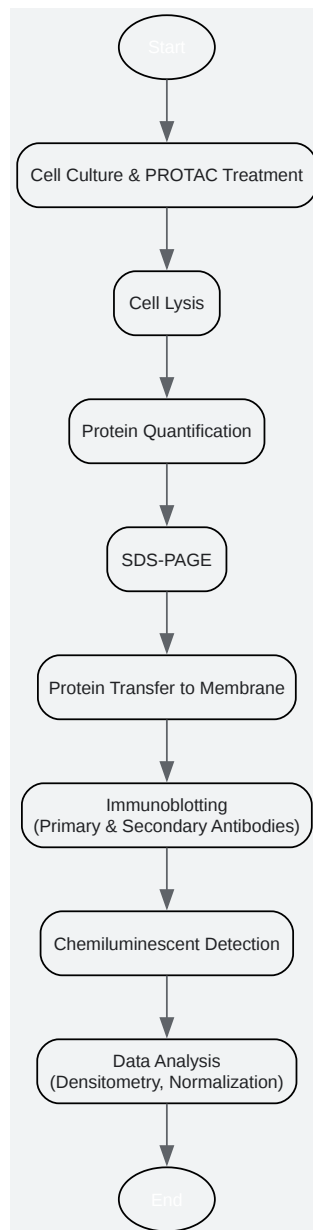 Start
Cell Culture & PROTAC Treatment
Cell Lysis
Protein Quantification
SDS-PAGE
Protein Transfer to Membrane
Immunoblotting
(Primary & Secondary Antibodies)
Chemiluminescent Detection
Data Analysis
(Densitometry, Normalization)
End